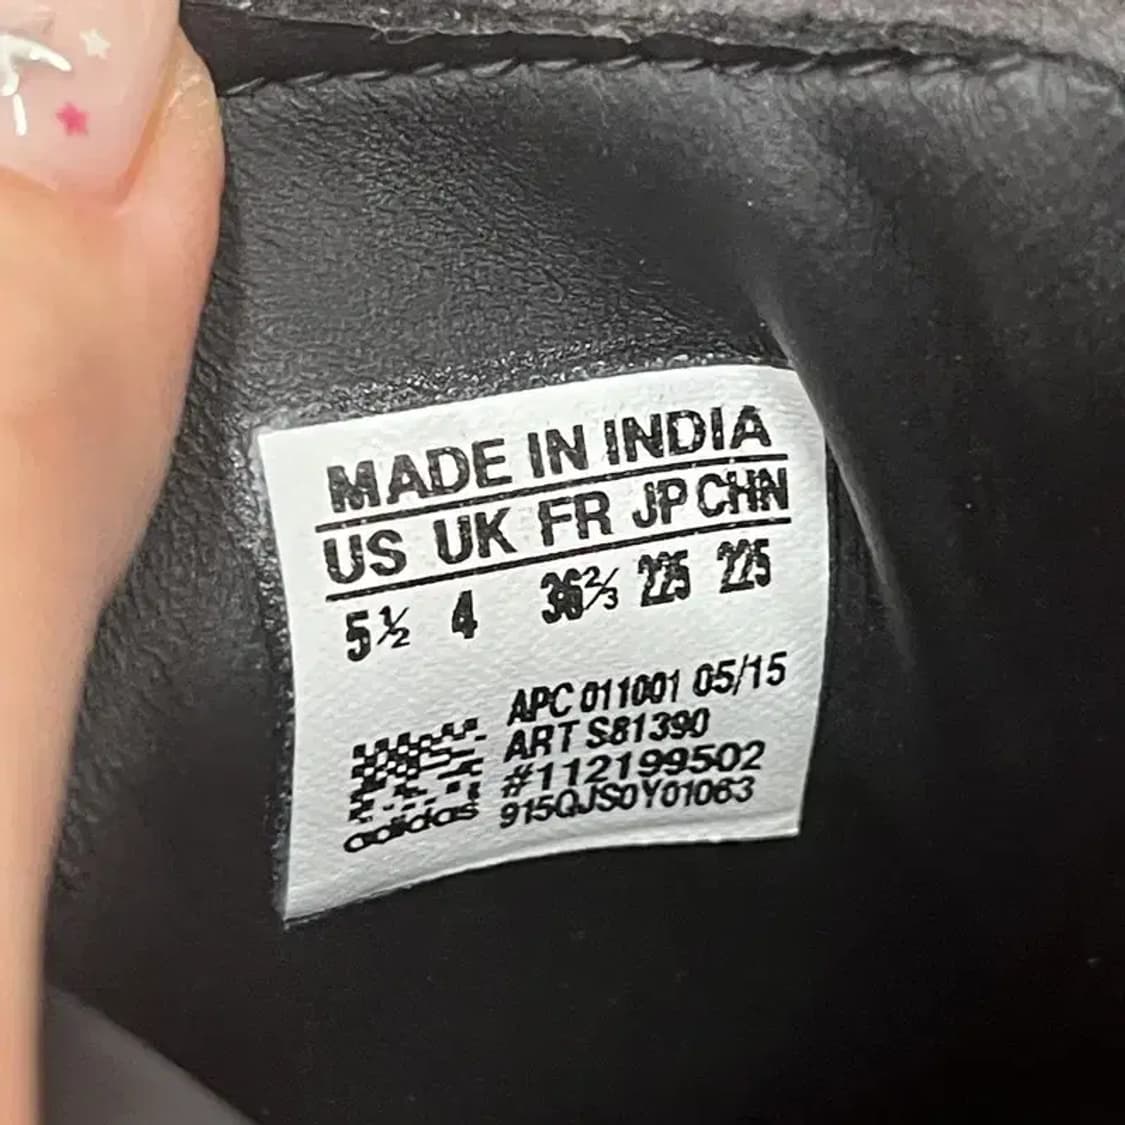 MADE IN INDIA
US UK FR JP CHN
5½ 4 36⅔ 225 225
APC 011001 05/15
ART S81390
#112199502
915QJS0Y01063
adidas